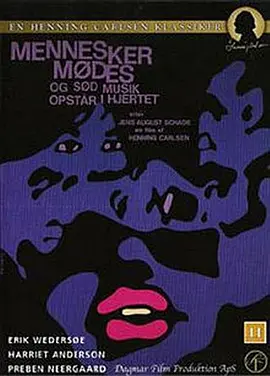 EN HENNING CARLSEN KLASSIKER
MENNESKER
MØDES
OG SØD MUSIK
OPSTÅR I HJERTET
efter
JENS AUGUST SCHADE
en film af
HENNING CARLSEN
ERIK WEDERSØE
HARRIET ANDERSON
PREBEN NEERGAARD
Dagmar Film Produktion ApS
11